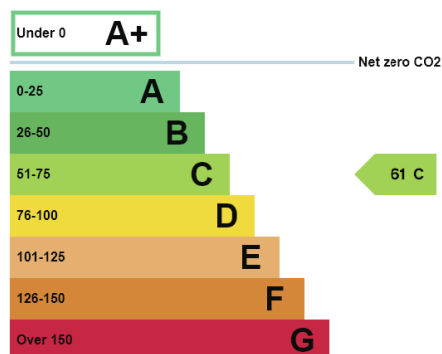 Under 0 A+
Net zero CO2
0-25 A
26-50 B
51-75 C
61 C
76-100 D
101-125 E
126-150 F
Over 150 G